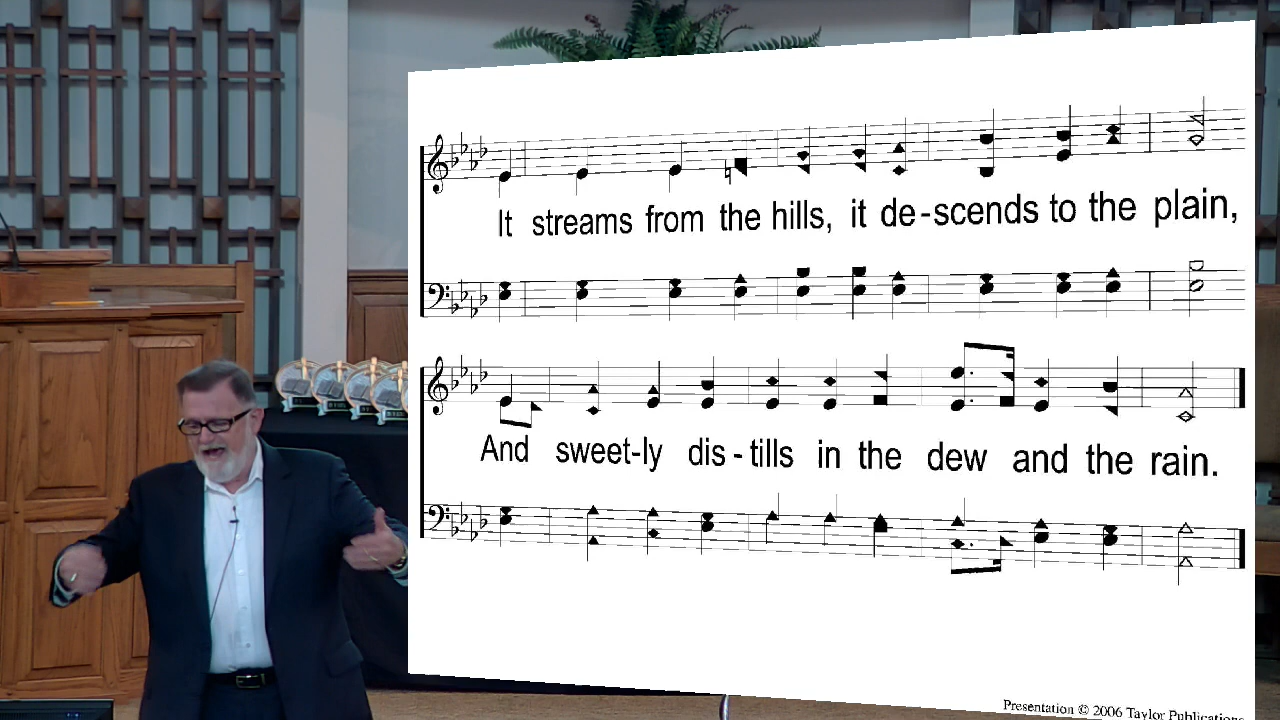 It streams from the hills, it de-scends to the plain,
And sweet-ly dis-tills in the dew and the rain.
Presentation © 2006 Taylor Publications